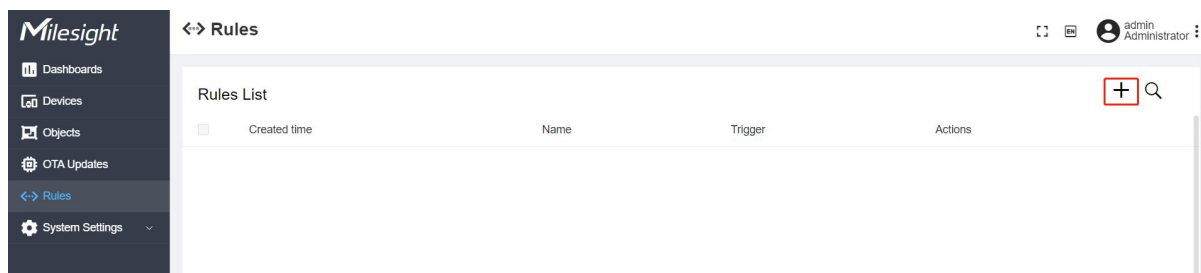 Milesight
Rules
EN
admin
Administrator
Dashboards
Devices
Objects
OTA Updates
Rules
System Settings
Rules List
Created time Name Trigger Actions